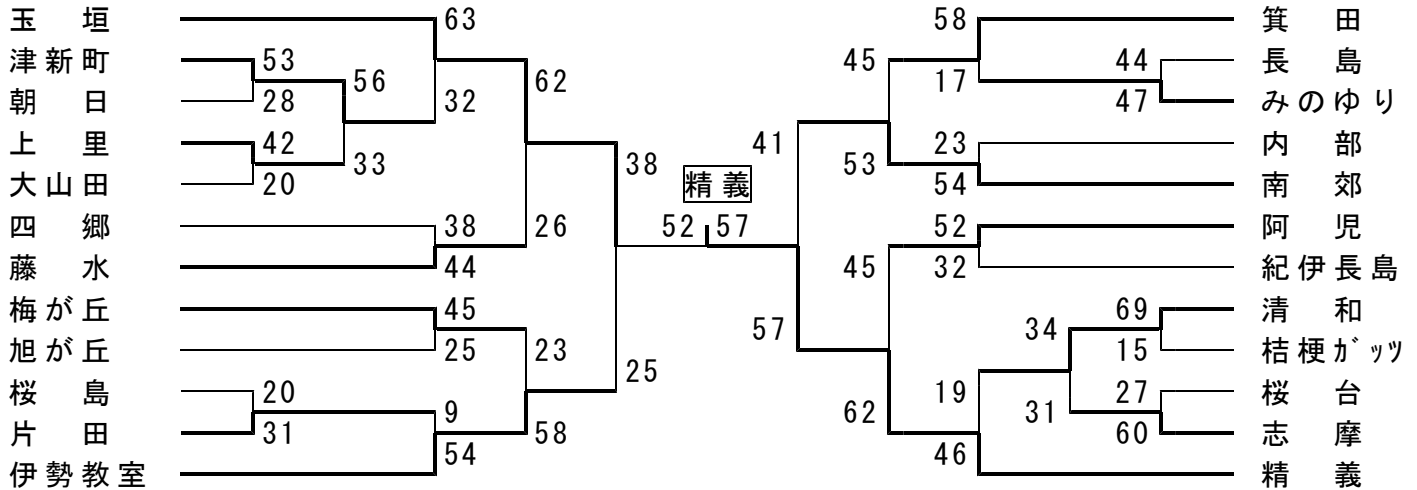 玉垣 63 58 箕田
津新町 53 45 44 長島
56 62 17
朝日 28 32 47 みのゆり
上里 42 41 23 内部
33 38 53
大山田 20 精義 54 南郊
四郷 38 26 52 57 52 阿児
藤水 44 45 32 紀伊長島
梅が丘 45 69 清和
57 34
旭が丘 25 23 15 桔梗ガッツ
25
桜島 20 19 27 桜台
9 62 31
片田 31 58 60 志摩
54 46
伊勢教室 精義